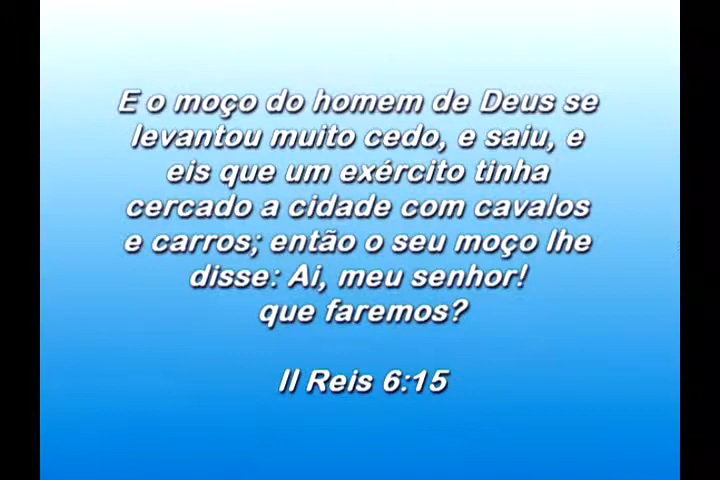 E o moço do homem de Deus se
levantou muito cedo, e saiu, e
eis que um exército tinha
cercado a cidade com cavalos
e carros; então o seu moço lhe
disse: Ai, meu senhor!
que faremos?
II Reis 6:15